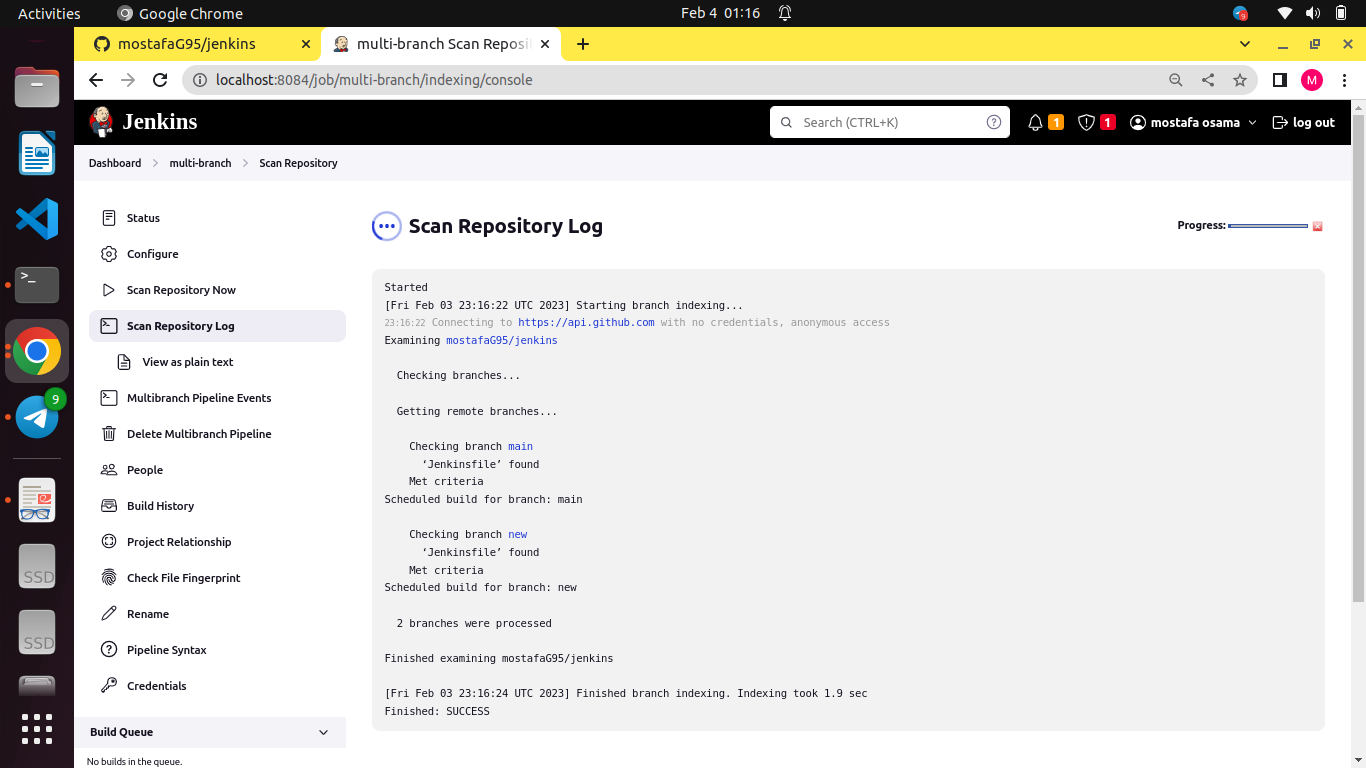 Activities
Google Chrome
Feb 4 01:16
9
mostafaG95/jenkins
multi-branch Scan Reposi
localhost:8084/job/multi-branch/indexing/console
M
Jenkins
Search (CTRL+K)
?
1
1
mostafa osama
log out
Dashboard
multi-branch
Scan Repository
Status
Configure
Scan Repository Now
Scan Repository Log
View as plain text
Multibranch Pipeline Events
Delete Multibranch Pipeline
People
Build History
Project Relationship
Check File Fingerprint
Rename
Pipeline Syntax
Credentials
Build Queue
No builds in the queue.
9
SSD
SSD
Scan Repository Log
Progress:
Started
[Fri Feb 03 23:16:22 UTC 2023] Starting branch indexing...
23:16:22 Connecting to https://api.github.com with no credentials, anonymous access
Examining mostafaG95/jenkins
Checking branches...
Getting remote branches...
Checking branch main
‘Jenkinsfile’ found
Met criteria
Scheduled build for branch: main
Checking branch new
‘Jenkinsfile’ found
Met criteria
Scheduled build for branch: new
2 branches were processed
Finished examining mostafaG95/jenkins
[Fri Feb 03 23:16:24 UTC 2023] Finished branch indexing. Indexing took 1.9 sec
Finished: SUCCESS